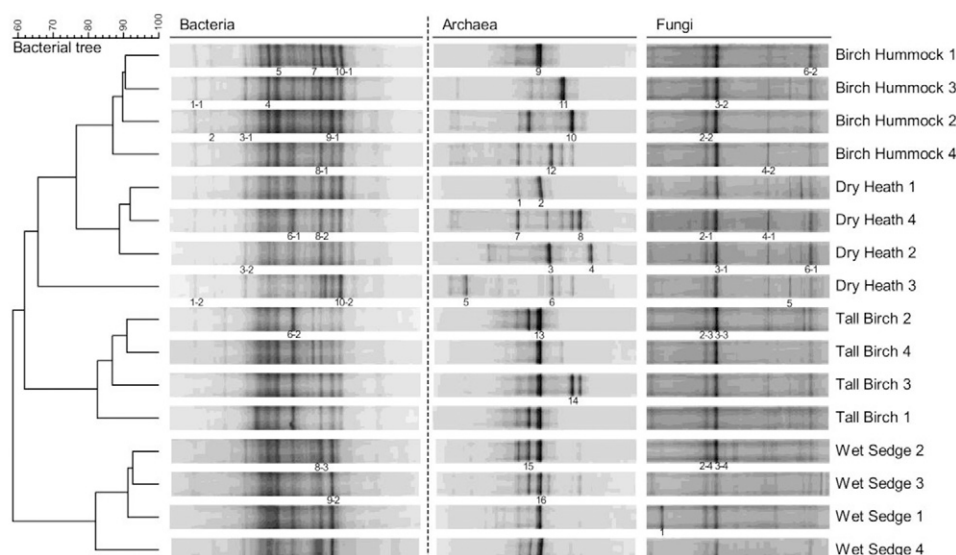 60 70 80 90 100
Bacterial tree
Bacteria Archaea Fungi
Birch Hummock 1
5 7 10-1 9 6-2
Birch Hummock 3
1-1 4 11 3-2
Birch Hummock 2
2 3-1 9-1 10 2-2
Birch Hummock 4
8-1 12 4-2
Dry Heath 1
1 2
Dry Heath 4
6-1 8-2 7 8 2-1 4-1
Dry Heath 2
3-2 3 4 3-1 6-1
Dry Heath 3
1-2 10-2 5 6 5
Tall Birch 2
6-2 13 2-3 3-3
Tall Birch 4
Tall Birch 3
14
Tall Birch 1
Wet Sedge 2
8-3 15 2-4 3-4
Wet Sedge 3
9-2 16
Wet Sedge 1
1
Wet Sedge 4